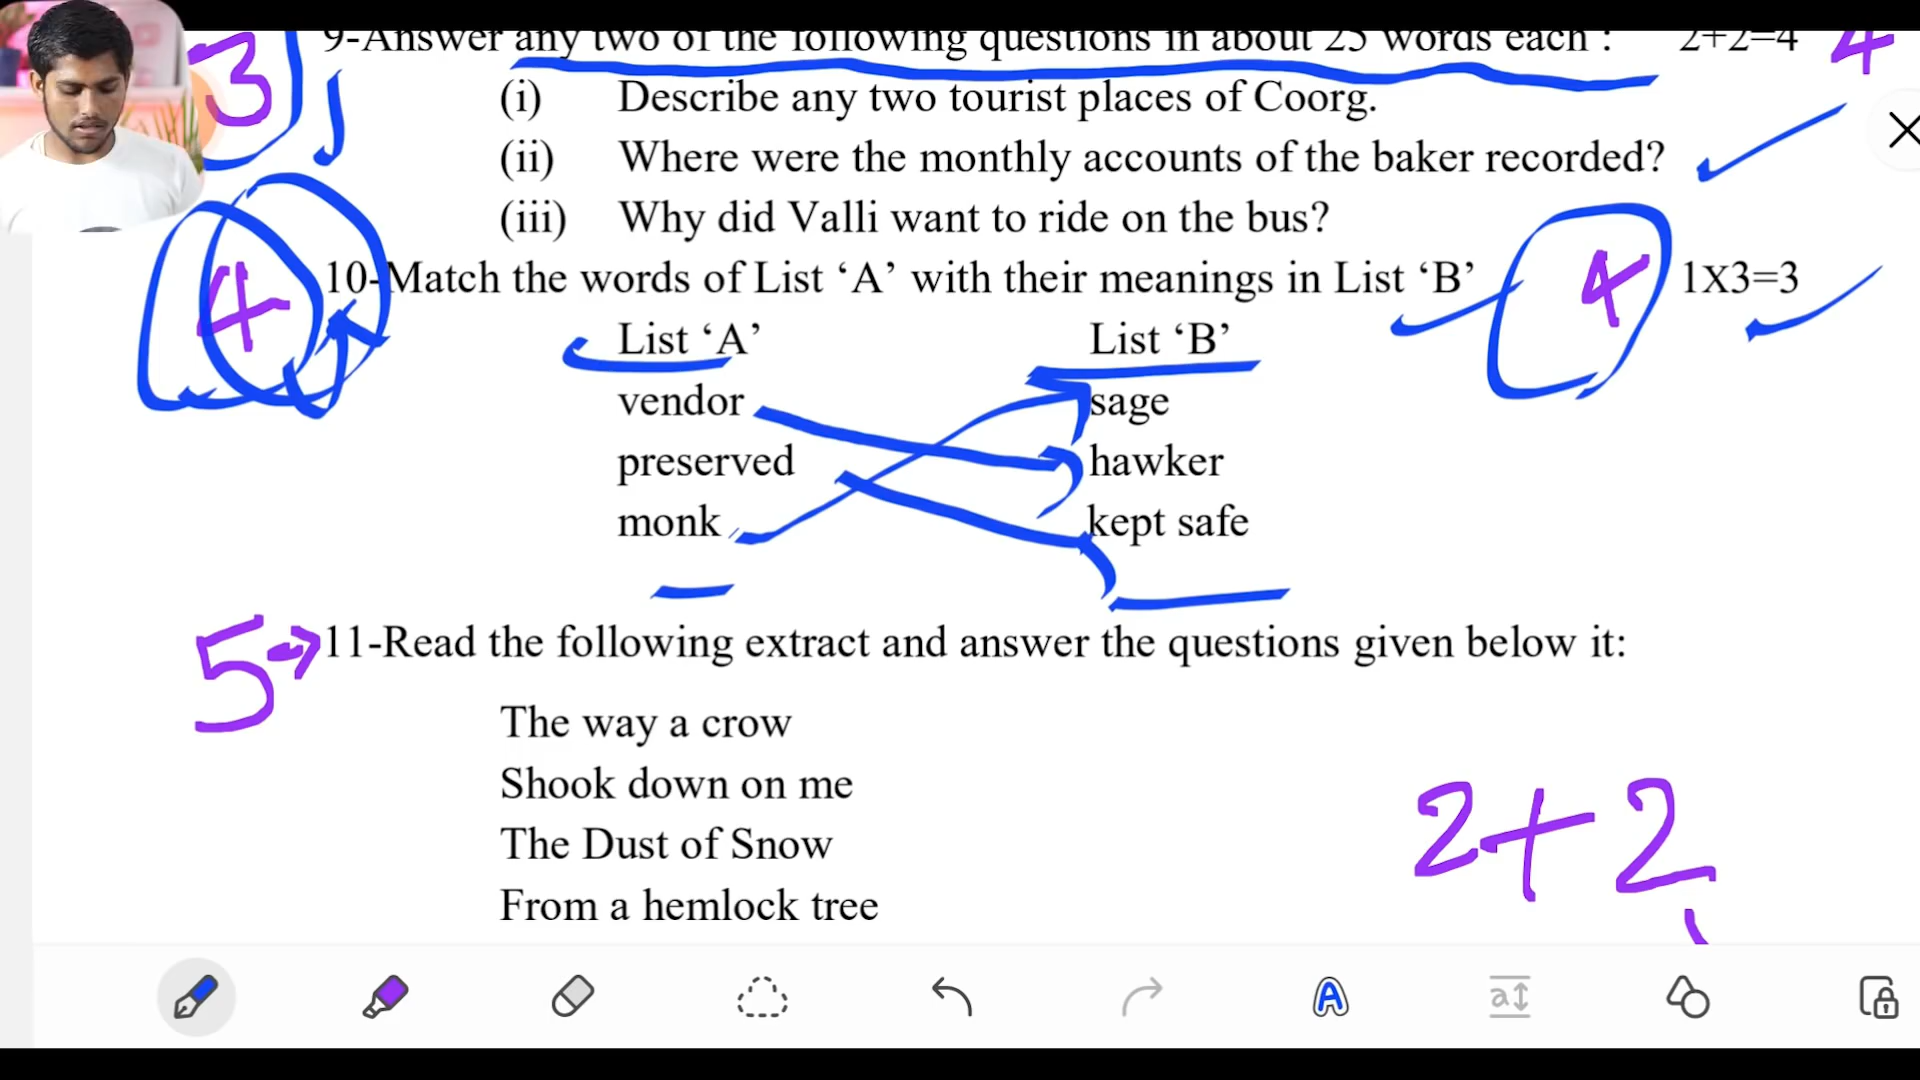 3 9-Answer any two of the following questions in about 25 words each : 2+2=4 4
(i) Describe any two tourist places of Coorg.
(ii) Where were the monthly accounts of the baker recorded?
(iii) Why did Valli want to ride on the bus?
4 10-Match the words of List ‘A’ with their meanings in List ‘B’ 4 1X3=3
List ‘A’ List ‘B’
vendor sage
preserved hawker
monk kept safe
5 11-Read the following extract and answer the questions given below it:
The way a crow
Shook down on me
The Dust of Snow
From a hemlock tree
2+2
A a